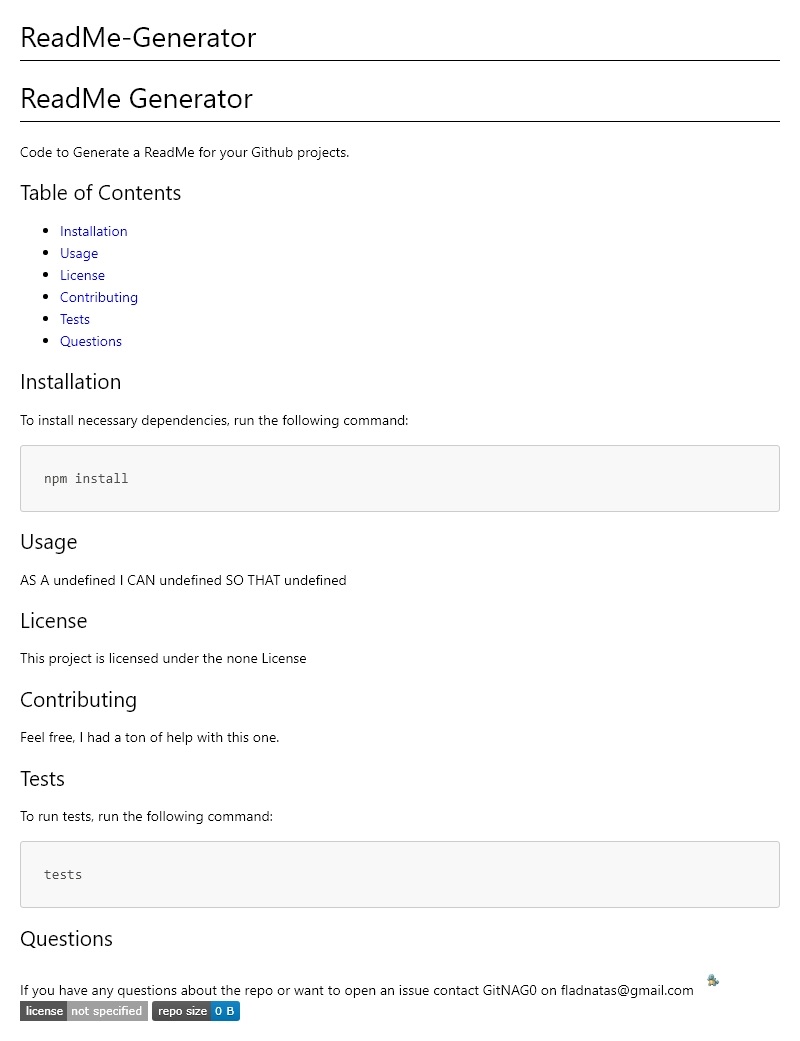 ReadMe-Generator
ReadMe Generator
Code to Generate a ReadMe for your Github projects.
Table of Contents
Installation
Usage
License
Contributing
Tests
Questions
Installation
To install necessary dependencies, run the following command:
npm install
Usage
AS A undefined I CAN undefined SO THAT undefined
License
This project is licensed under the none License
Contributing
Feel free, I had a ton of help with this one.
Tests
To run tests, run the following command:
tests
Questions
If you have any questions about the repo or want to open an issue contact GitNAG0 on fladnatas@gmail.com
license not specified repo size 0 B